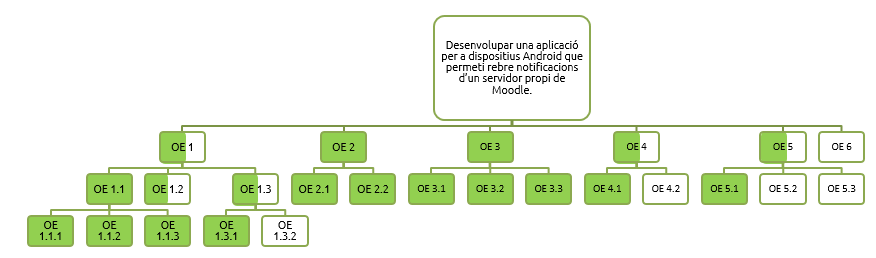 Desenvolupar una aplicació
per a dispositius Android que
permeti rebre notificacions
d'un servidor propi de
Moodle.
OE 1
OE 2
OE 3
OE 4
OE 5
OE 6
OE 1.1
OE 1.2
OE 1.3
OE 2.1
OE 2.2
OE 3.1
OE 3.2
OE 3.3
OE 4.1
OE 4.2
OE 5.1
OE 5.2
OE 5.3
OE
1.1.1
OE
1.1.2
OE
1.1.3
OE
1.3.1
OE
1.3.2